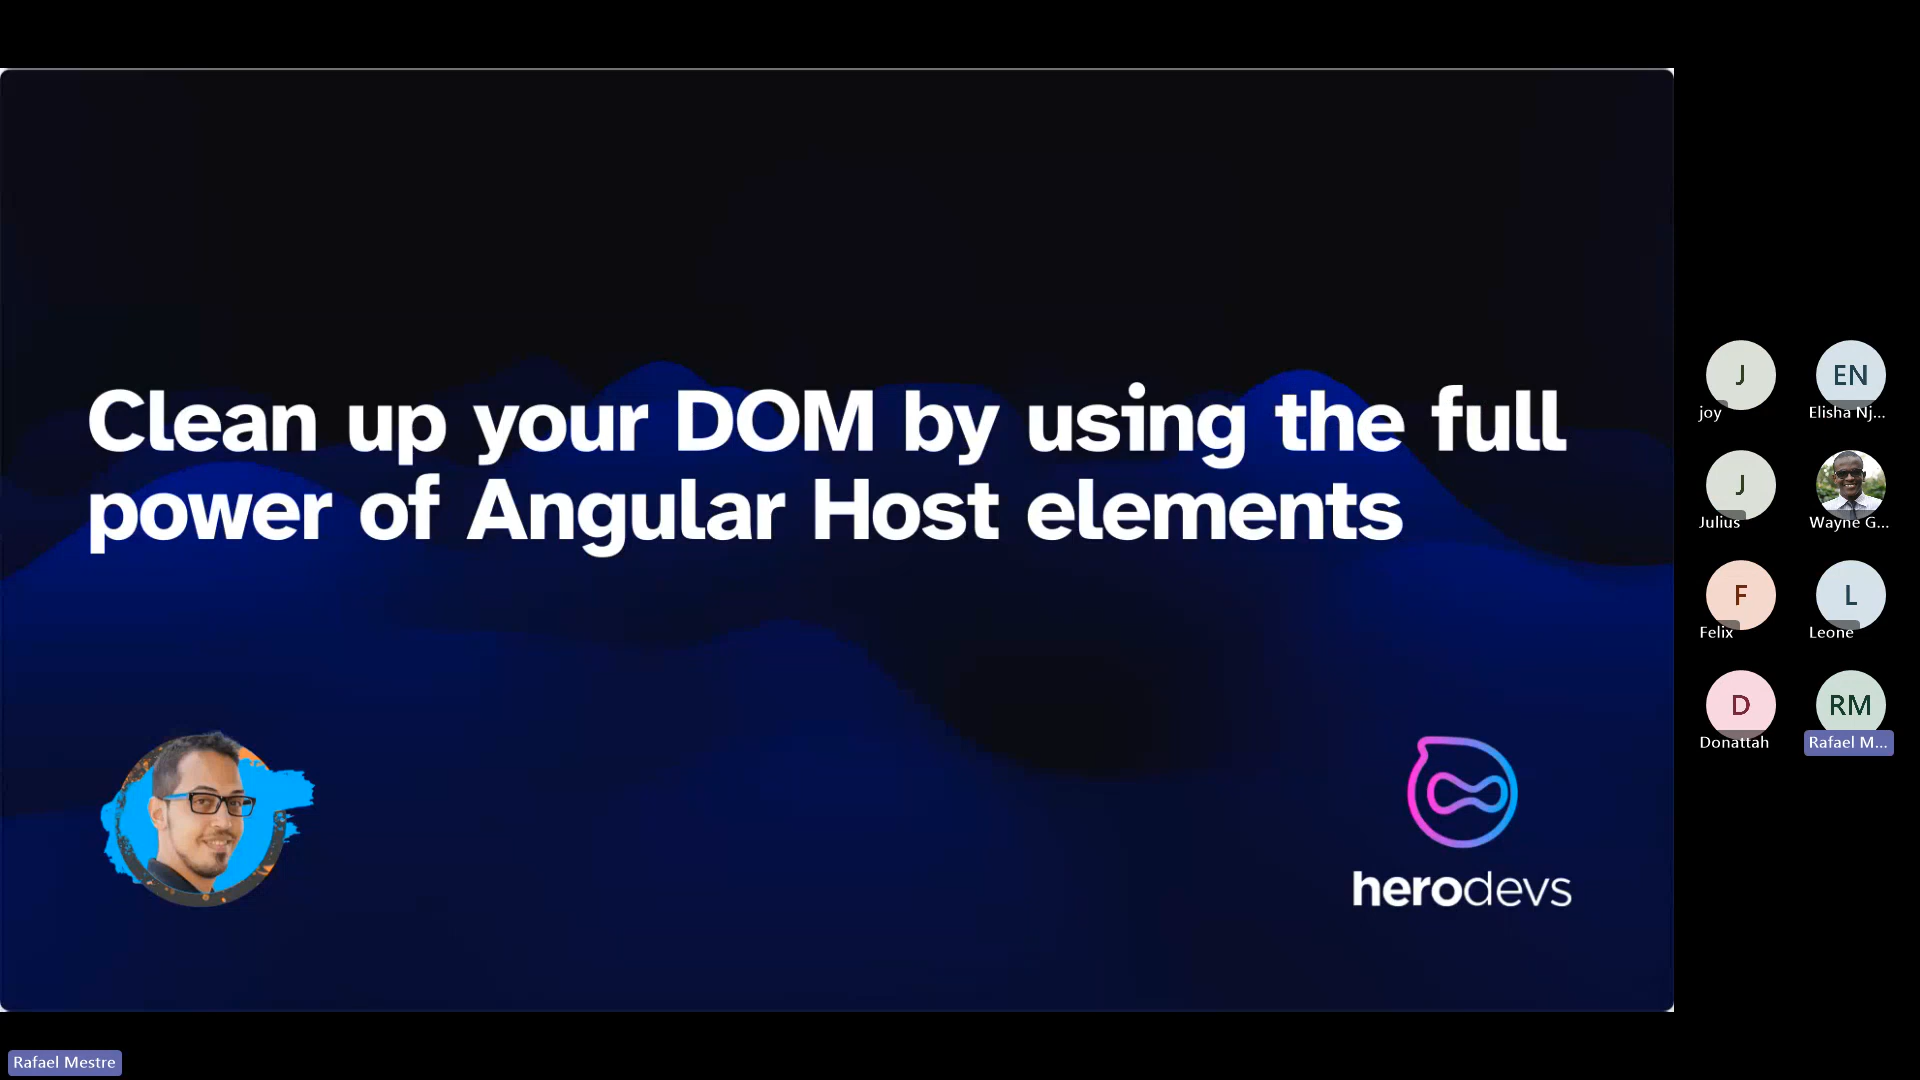 Clean up your DOM by using the full
power of Angular Host elements
herodevs
J
joy
EN
Elisha Nj...
J
Julius
Wayne G...
F
Felix
L
Leone
D
Donattah
RM
Rafael M...
Rafael Mestre